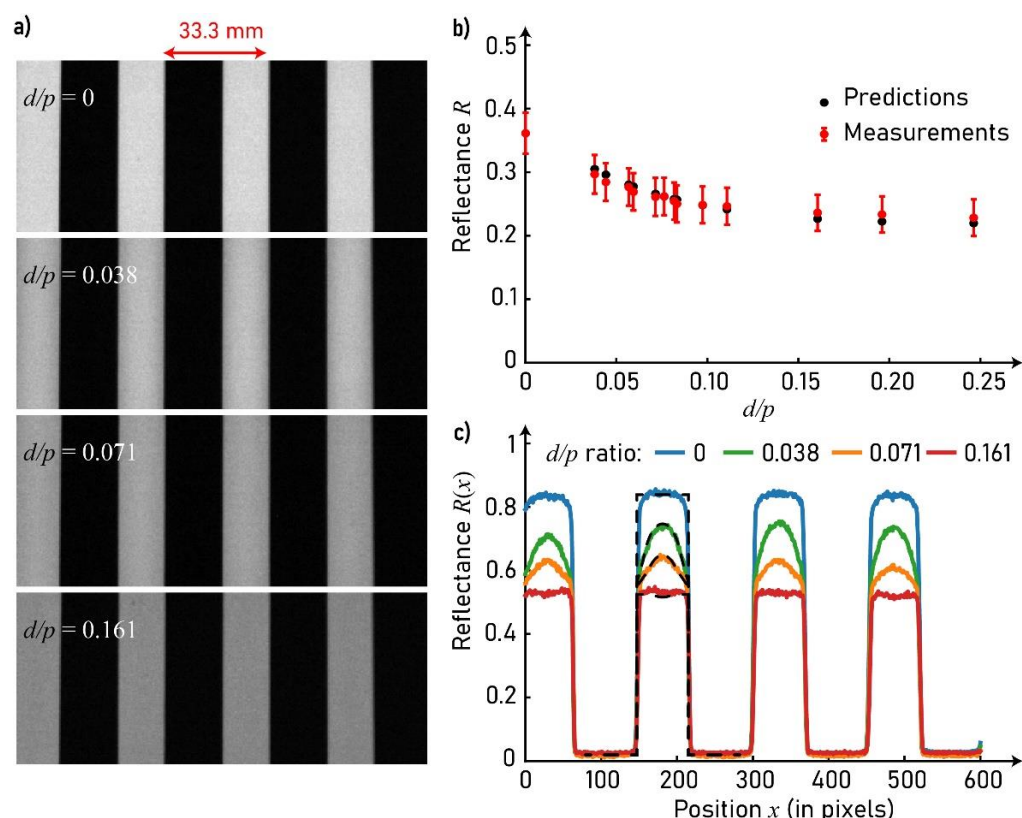 a)
33.3 mm
d/p = 0
d/p = 0.038
d/p = 0.071
d/p = 0.161
b)
Reflectance R
0.5
0.4
0.3
0.2
0.1
0
Predictions
Measurements
0 0.05 0.10 0.15 0.20 0.25
d/p
c)
Reflectance R(x)
1
0.8
0.6
0.4
0.2
0
d/p ratio: 0 0.038 0.071 0.161
0 100 200 300 400 500 600
Position x (in pixels)